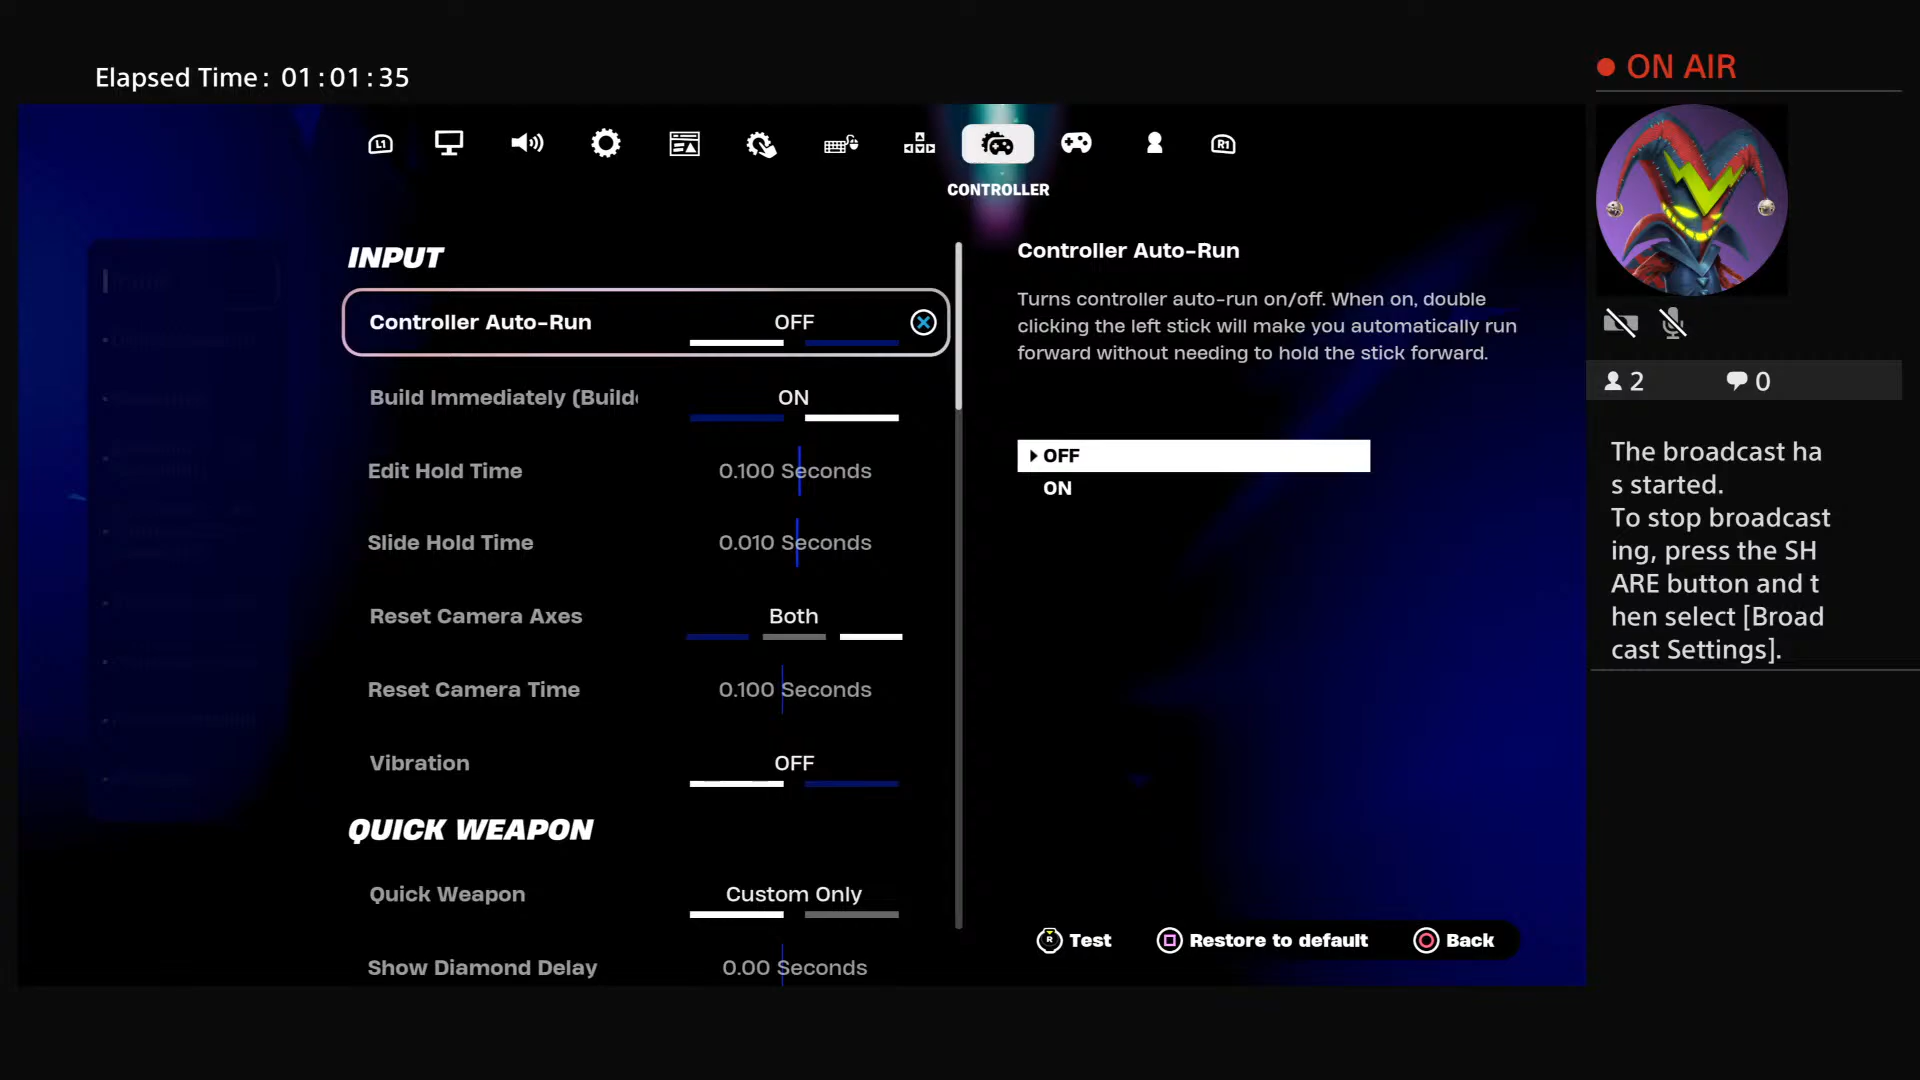 Elapsed Time: 01:01:35
ON AIR
L1
R1
CONTROLLER
INPUT
Controller Auto-Run OFF
Build Immediately (Builde ON
Edit Hold Time 0.100 Seconds
Slide Hold Time 0.010 Seconds
Reset Camera Axes Both
Reset Camera Time 0.100 Seconds
Vibration OFF
QUICK WEAPON
Quick Weapon Custom Only
Show Diamond Delay 0.00 Seconds
Controller Auto-Run
Turns controller auto-run on/off. When on, double
clicking the left stick will make you automatically run
forward without needing to hold the stick forward.
OFF
ON
R Test
Restore to default
Back
2
0
The broadcast ha
s started.
To stop broadcast
ing, press the SH
ARE button and t
hen select [Broad
cast Settings].